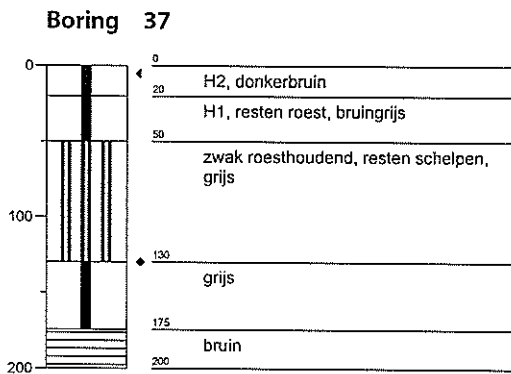 Boring 37
0
0
H2, donkerbruin
20
H1, resten roest, bruingrijs
50
zwak roesthoudend, resten schelpen,
grijs
100
130
grijs
175
bruin
200
200